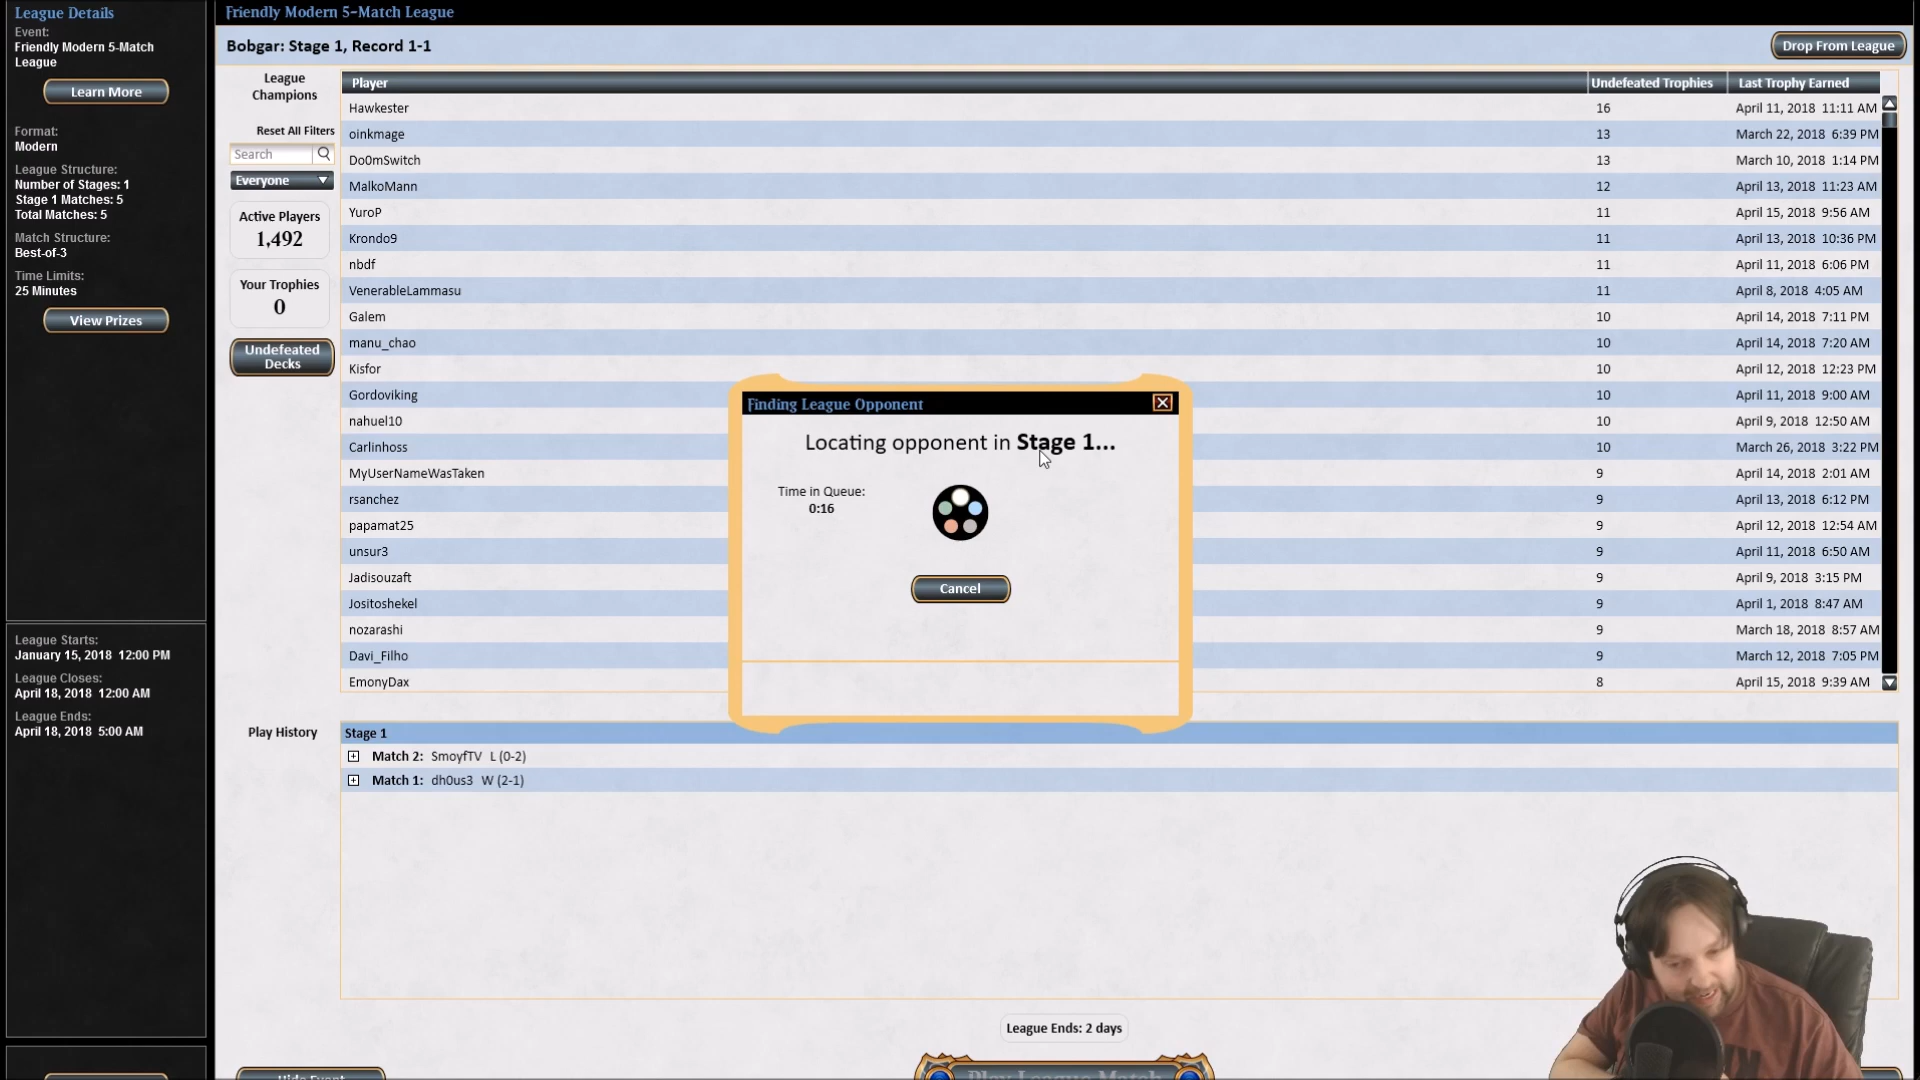 League Details
Event:
Friendly Modern 5-Match
League
Learn More
Format:
Modern
League Structure:
Number of Stages: 1
Stage 1 Matches: 5
Total Matches: 5
Match Structure:
Best-of-3
Time Limits:
25 Minutes
View Prizes
League Starts:
January 15, 2018 12:00 PM
League Closes:
April 18, 2018 12:00 AM
League Ends:
April 18, 2018 5:00 AM
Friendly Modern 5-Match League
Bobgar: Stage 1, Record 1-1
Drop From League
League
Champions
Reset All Filters
Search
Everyone
Active Players
1,492
Your Trophies
0
Undefeated
Decks
Player Undefeated Trophies Last Trophy Earned
Hawkester 16 April 11, 2018 11:11 AM
oinkmage 13 March 22, 2018 6:39 PM
Do0mSwitch 13 March 10, 2018 1:14 PM
MalkoMann 12 April 13, 2018 11:23 AM
YuroP 11 April 15, 2018 9:56 AM
Krondo9 11 April 13, 2018 10:36 PM
nbdf 11 April 11, 2018 6:06 PM
VenerableLammasu 11 April 8, 2018 4:05 AM
Galem 10 April 14, 2018 7:11 PM
manu_chao 10 April 14, 2018 7:20 AM
Kisfor 10 April 12, 2018 12:23 PM
Gordoviking 10 April 11, 2018 9:00 AM
nahuel10 10 April 9, 2018 12:50 AM
Carlinhoss 10 March 26, 2018 3:22 PM
MyUserNameWasTaken 9 April 14, 2018 2:01 AM
rsanchez 9 April 13, 2018 6:12 PM
papamat25 9 April 12, 2018 12:54 AM
unsur3 9 April 11, 2018 6:50 AM
Jadisouzaft 9 April 9, 2018 3:15 PM
Jositoshekel 9 April 1, 2018 8:47 AM
nozarashi 9 March 18, 2018 8:57 AM
Davi_Filho 9 March 12, 2018 7:05 PM
EmonyDax 8 April 15, 2018 9:39 AM
Finding League Opponent
Locating opponent in Stage 1...
Time in Queue:
0:16
Cancel
Play History
Stage 1
Match 2: SmoyfTV L (0-2)
Match 1: dh0us3 W (2-1)
League Ends: 2 days
Play League Match
Hide Event